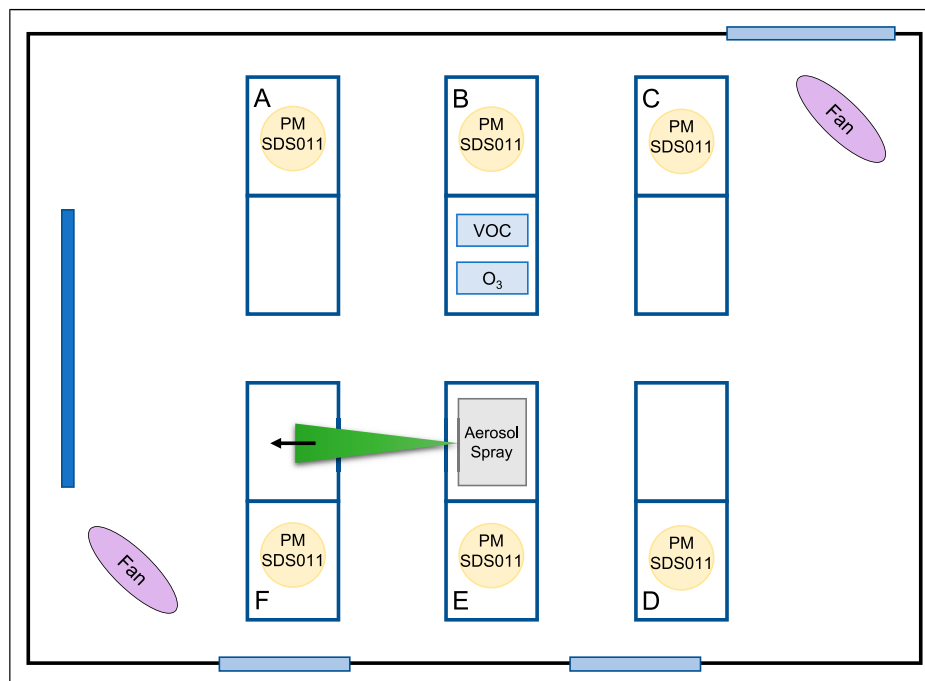 A
PM
SDS011
B
PM
SDS011
C
PM
SDS011
Fan
VOC
O₃
Aerosol
Spray
Fan
PM
SDS011
F
PM
SDS011
E
PM
SDS011
D